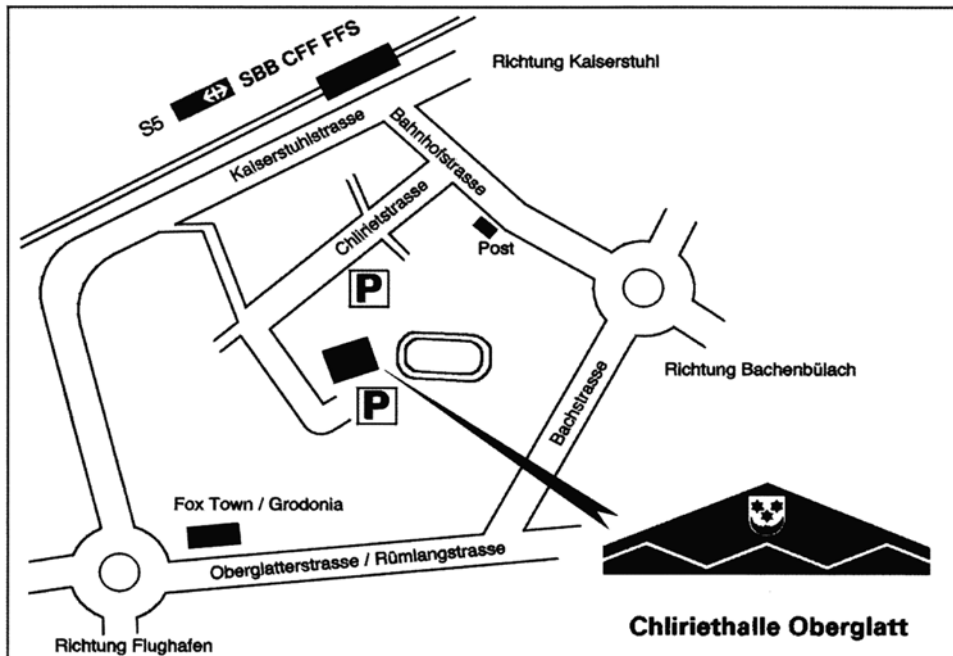 S5 SBB CFF FFS
Richtung Kaiserstuhl
Kaiserstuhlstrasse
Bahnhofstrasse
Chlirietstrasse
Post
P
Richtung Bachenbülach
P
Bachstrasse
Fox Town / Grodonia
Oberglatterstrasse / Rümlangstrasse
Richtung Flughafen
Chliriethalle Oberglatt